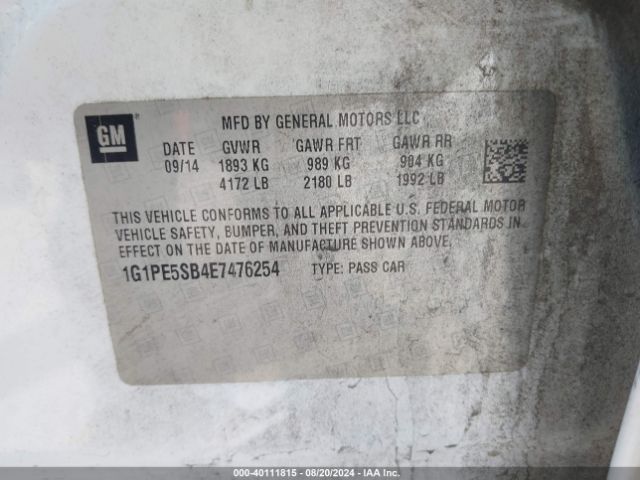 GM
MFD BY GENERAL MOTORS LLC
DATE GVWR GAWR FRT GAWR RR
09/14 1893 KG 989 KG 904 KG
4172 LB 2180 LB 1992 LB
THIS VEHICLE CONFORMS TO ALL APPLICABLE U.S. FEDERAL MOTOR
VEHICLE SAFETY, BUMPER, AND THEFT PREVENTION STANDARDS IN
EFFECT ON THE DATE OF MANUFACTURE SHOWN ABOVE.
1G1PE5SB4E7476254 TYPE: PASS CAR
000-40111815 - 08/20/2024 - IAAI.com